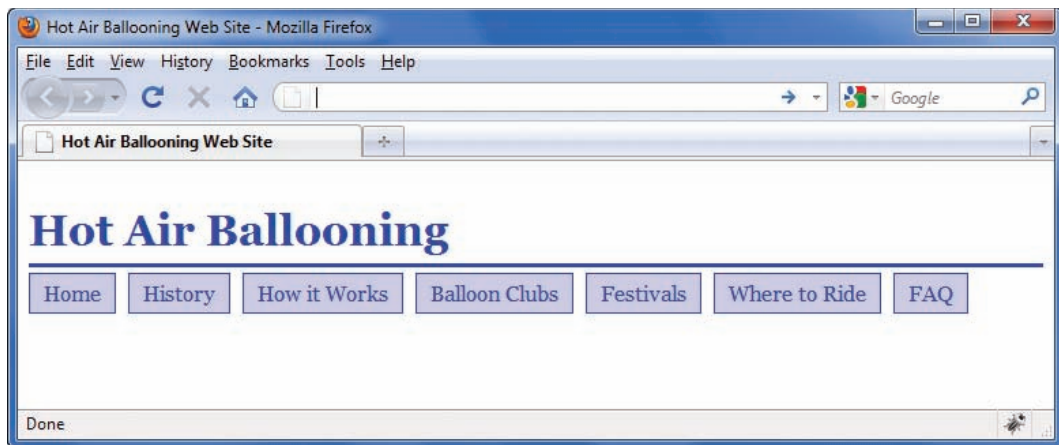 Hot Air Ballooning Web Site - Mozilla Firefox
File Edit View History Bookmarks Tools Help
Google
Hot Air Ballooning Web Site
Hot Air Ballooning
Home History How it Works Balloon Clubs Festivals Where to Ride FAQ
Done